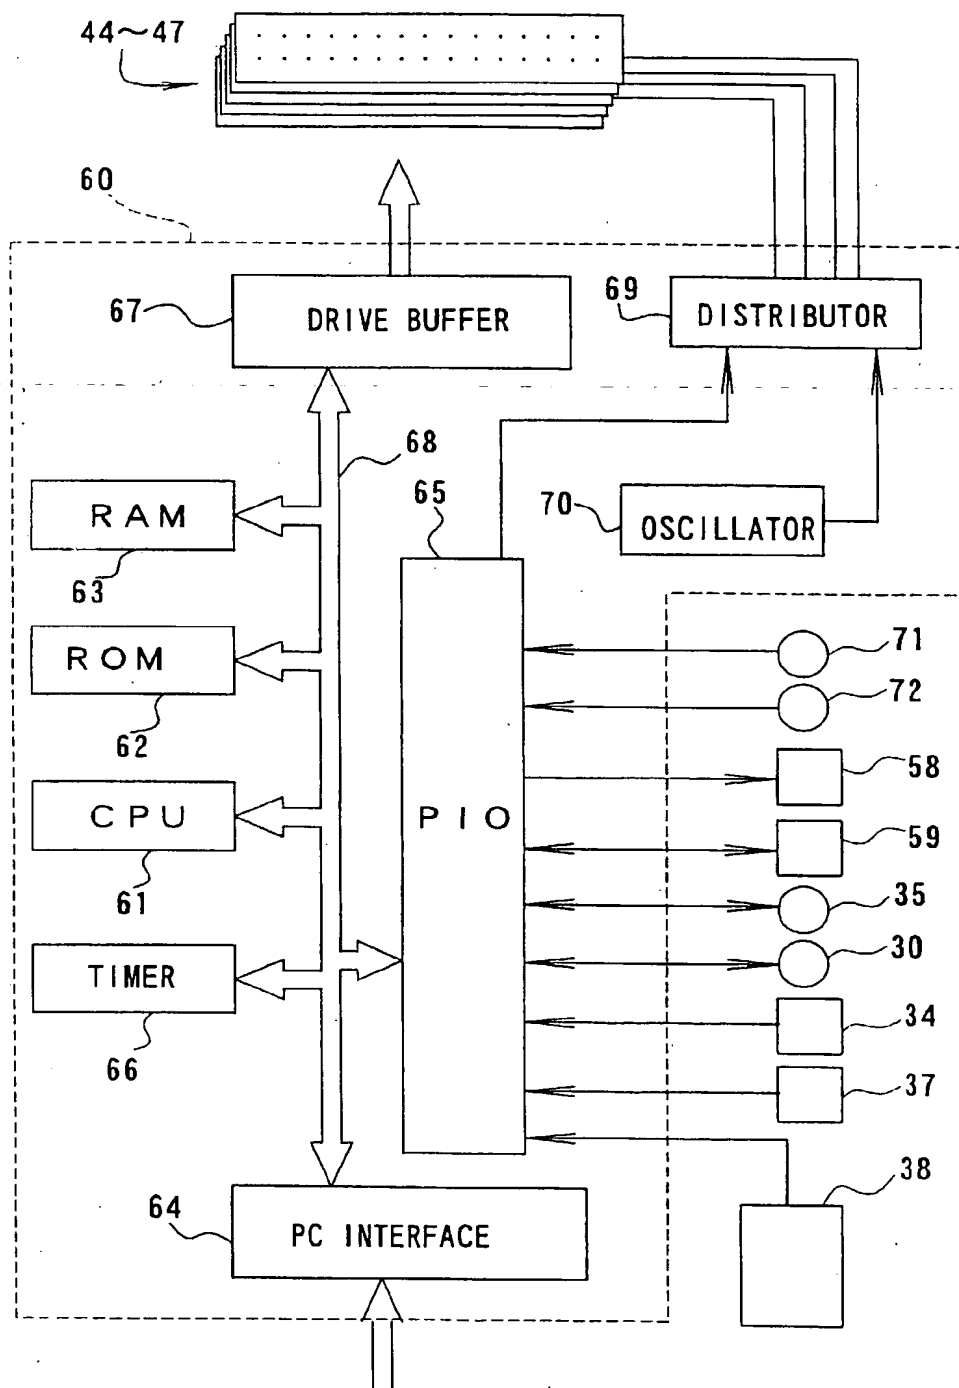 44~47
60
67
DRIVE BUFFER
69
DISTRIBUTOR
68
65
70
OSCILLATOR
RAM
63
ROM
62
CPU
61
TIMER
66
PIO
71
72
58
59
35
30
34
37
38
64
PC INTERFACE